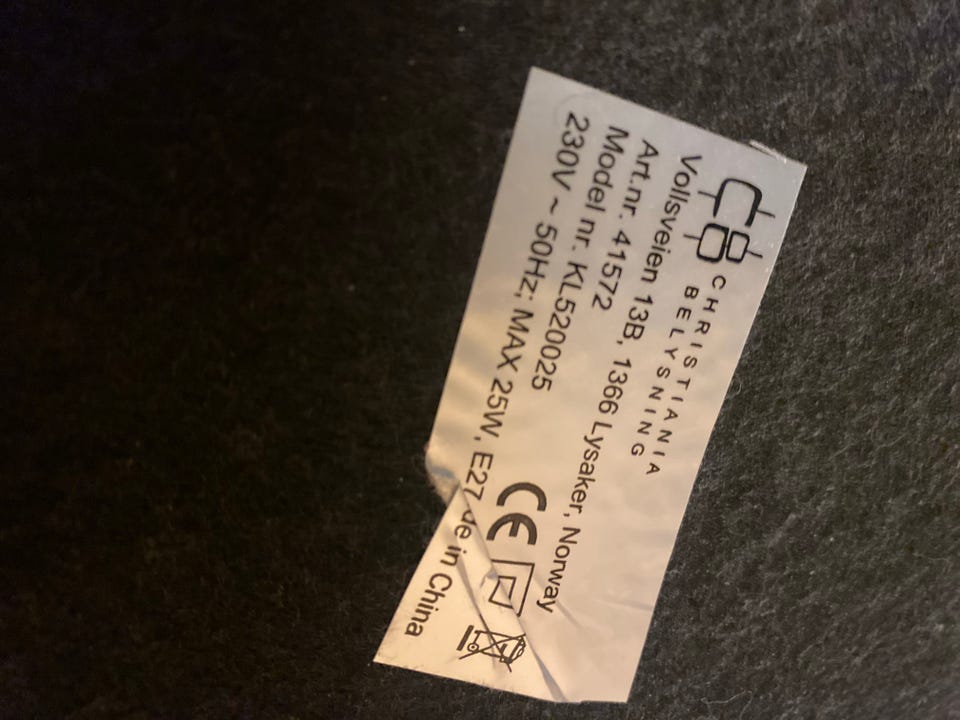 CB CHRISTIANIA
BELYSNING
Vollsveien 13B, 1366 Lysaker, Norway
Art.nr. 41572
Model nr. KL520025
230V ~ 50Hz; MAX 25W, E27
CE
de in China